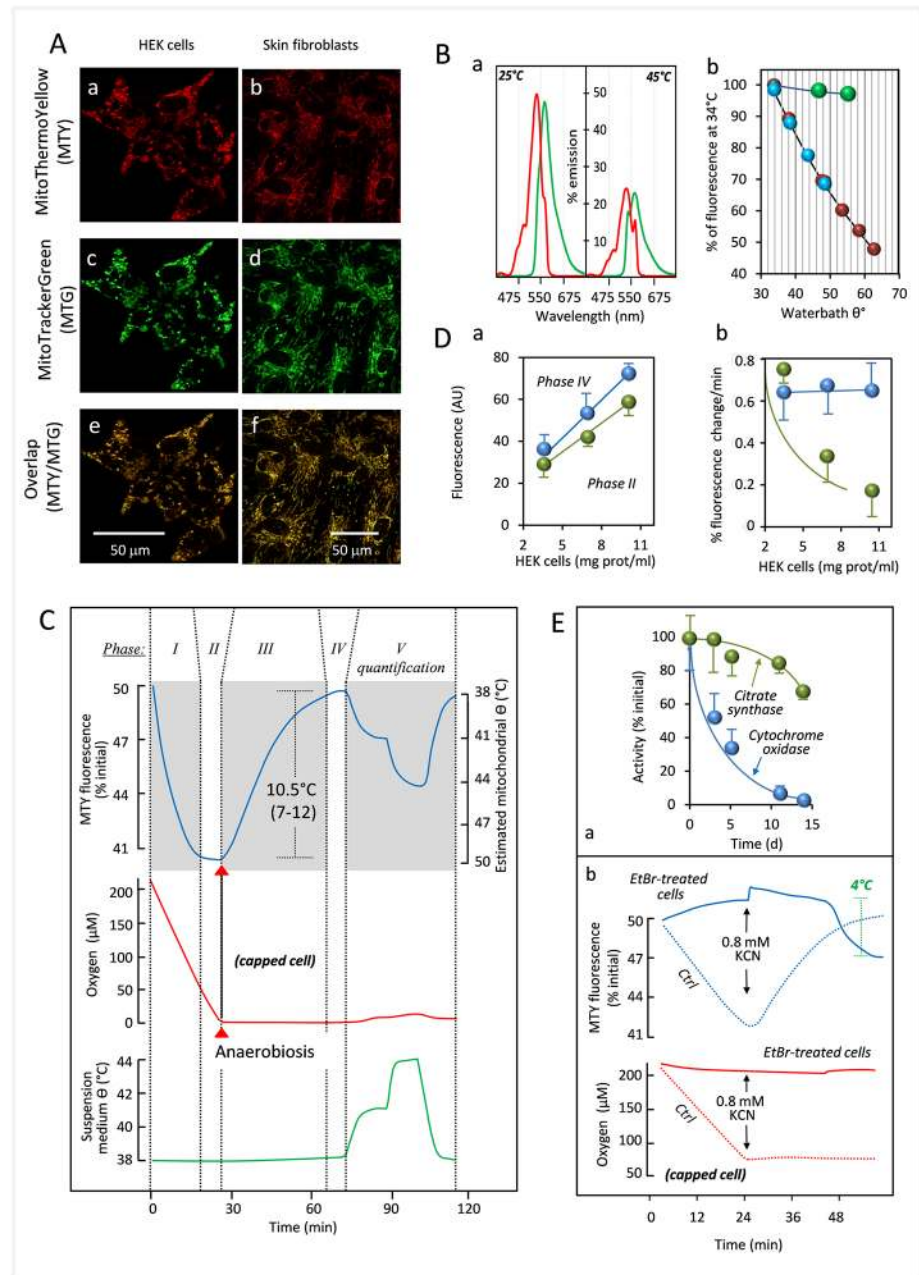 A
HEK cells
Skin fibroblasts
a
b
MitoThermoYellow
(MTY)
c
d
MitoTrackerGreen
(MTG)
e
f
Overlap
(MTY/MTG)
50 μm
50 μm
B
a
25°C
45°C
50
40
30
20
10
% emission
475 550 675
475 550 675
Wavelength (nm)
b
% of fluorescence at 34°C
100
90
80
70
60
50
40
30 40 50 60 70
Waterbath θ°
D
a
Fluorescence (AU)
80
60
40
20
0
Phase IV
Phase II
2 5 8 11
HEK cells (mg prot/ml)
b
% fluorescence change/min
0.8
0.6
0.4
0.2
0
2 5 8 11
HEK cells (mg prot/ml)
C
Phase: I II III IV V
quantification
MTY fluorescence
(% initial)
50
47
44
41
10.5°C
(7-12)
38
41
44
47
50
Estimated mitochondrial Θ (°C)
Oxygen (μM)
200
150
100
50
0
(capped cell)
Anaerobiosis
Suspension
medium Θ (°C)
44
42
40
38
0 30 60 90 120
Time (min)
E
Activity (% iniitial)
100
80
60
40
20
0
Citrate
synthase
Cytochrome
oxidase
0 5 10 15
Time (d)
a
b
EtBr-treated
cells
4°C
MTY fluorescence
(% initial)
50
47
44
41
0.8 mM
KCN
Ctrl
EtBr-treated cells
Oxygen (μM)
200
150
100
50
0.8 mM
KCN
Ctrl
(capped cell)
0 12 24 36 48
Time (min)